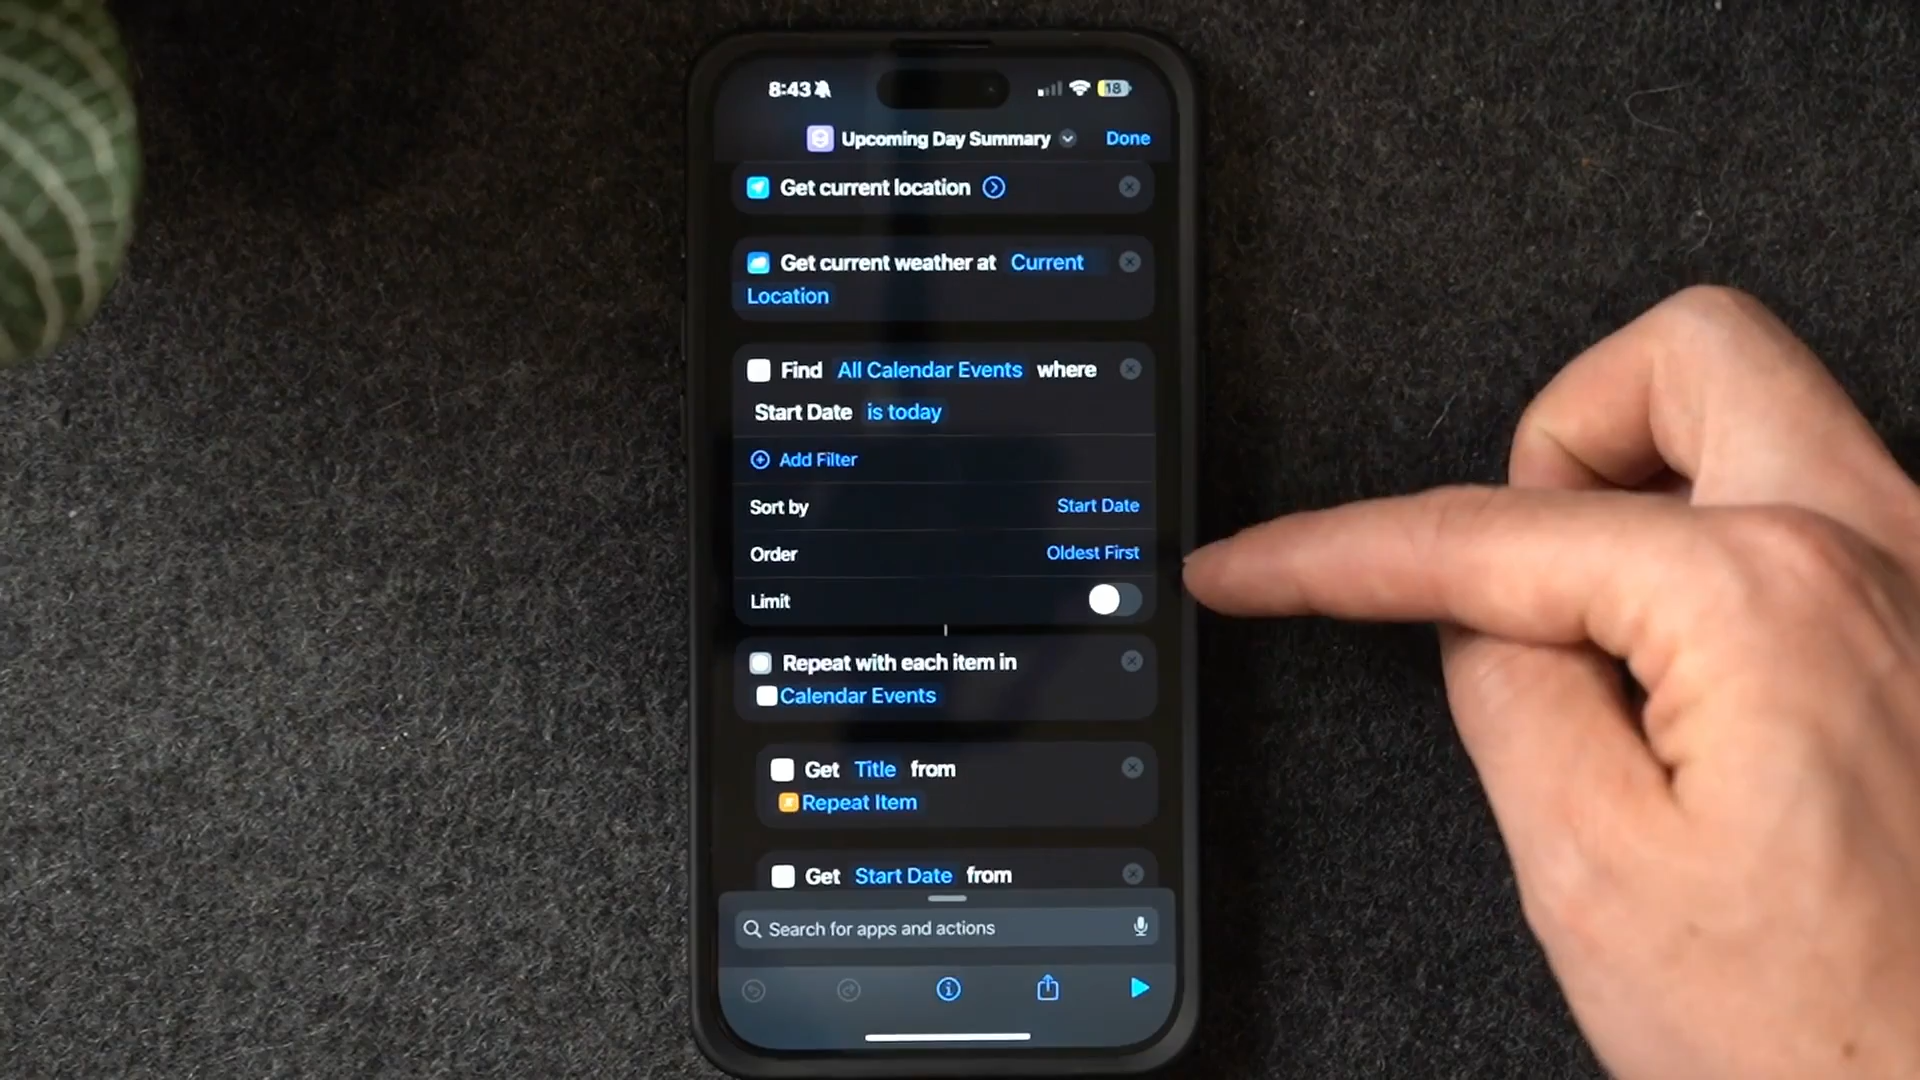 8:43
18
Upcoming Day Summary
Done
Get current location
Get current weather at Current
Location
Find All Calendar Events where
Start Date is today
Add Filter
Sort by Start Date
Order Oldest First
Limit
Repeat with each item in
Calendar Events
Get Title from
Repeat Item
Get Start Date from
Search for apps and actions